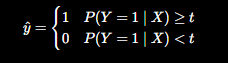 ŷ = { 1 P(Y = 1 | X) ≥ t
0 P(Y = 1 | X) < t